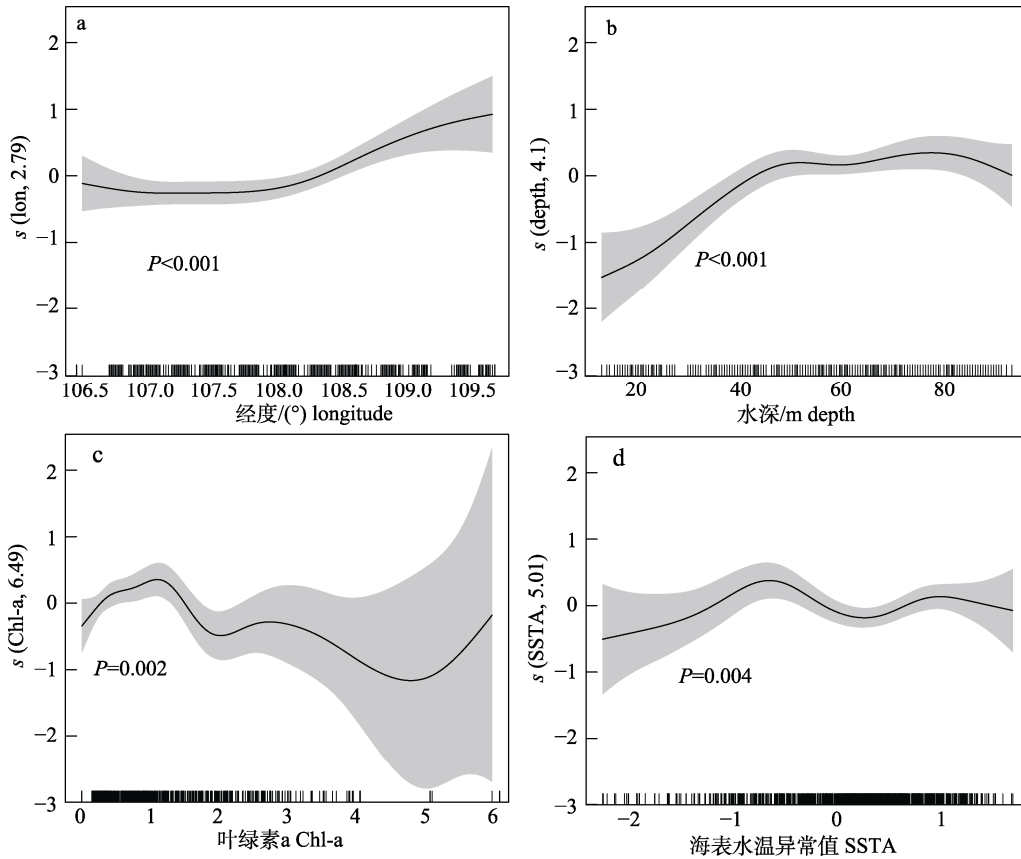 a
2
1
0
−1
−2
−3
s (lon, 2.79)
P<0.001
106.5 107.0 107.5 108.0 108.5 109.0 109.5
经度/(°) longitude
b
2
1
0
−1
−2
−3
s (depth, 4.1)
P<0.001
20 40 60 80
水深/m depth
c
2
1
0
−1
−2
−3
s (Chl-a, 6.49)
P=0.002
0 1 2 3 4 5 6
叶绿素a Chl-a
d
2
1
0
−1
−2
−3
s (SSTA, 5.01)
P=0.004
−2 −1 0 1
海表水温异常值 SSTA